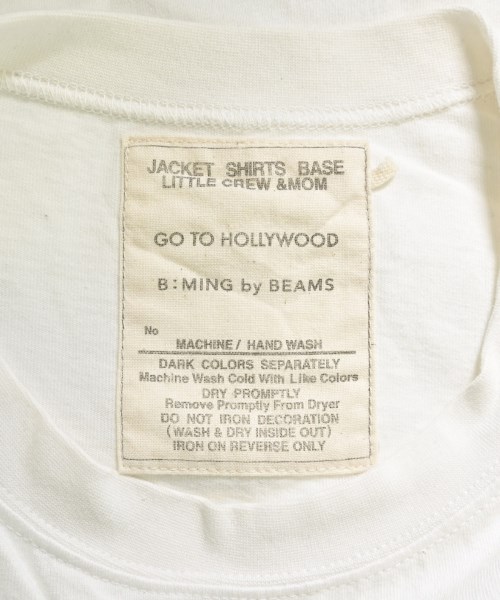 JACKET SHIRTS BASE
LITTLE CREW &MOM
GO TO HOLLYWOOD
B:MING by BEAMS
No
MACHINE/ HAND WASH
DARK COLORS SEPARATELY
Machine Wash Cold With Like Colors
DRY PROMPTLY
Remove Promptly From Dryer
DO NOT IRON DECORATION
(WASH & DRY INSIDE OUT)
IRON ON REVERSE ONLY